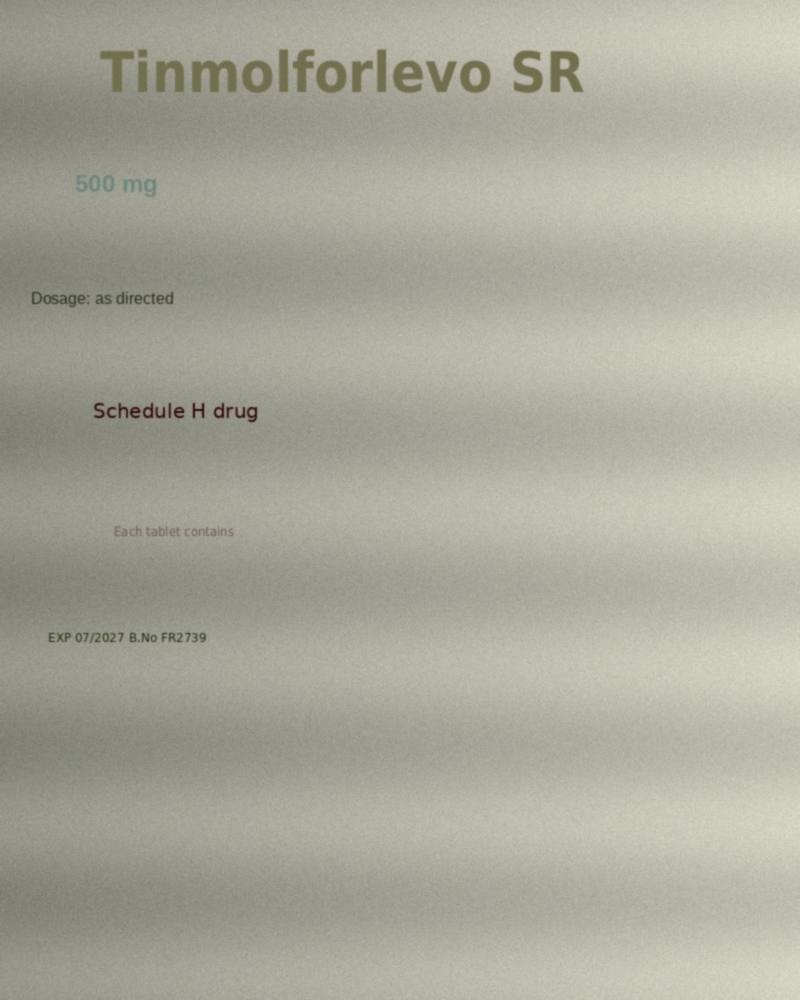 Tinmolforlevo SR
500 mg
Dosage: as directed
Schedule H drug
Each tablet contains
EXP 07/2027 B.No FR2739